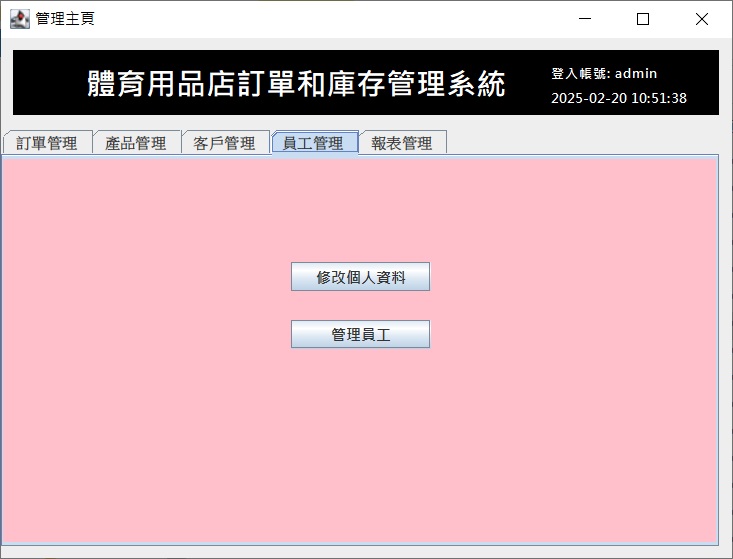 管理主頁
體育用品店訂單和庫存管理系統
登入帳號: admin
2025-02-20 10:51:38
訂單管理 產品管理 客戶管理 員工管理 報表管理
修改個人資料
管理員工